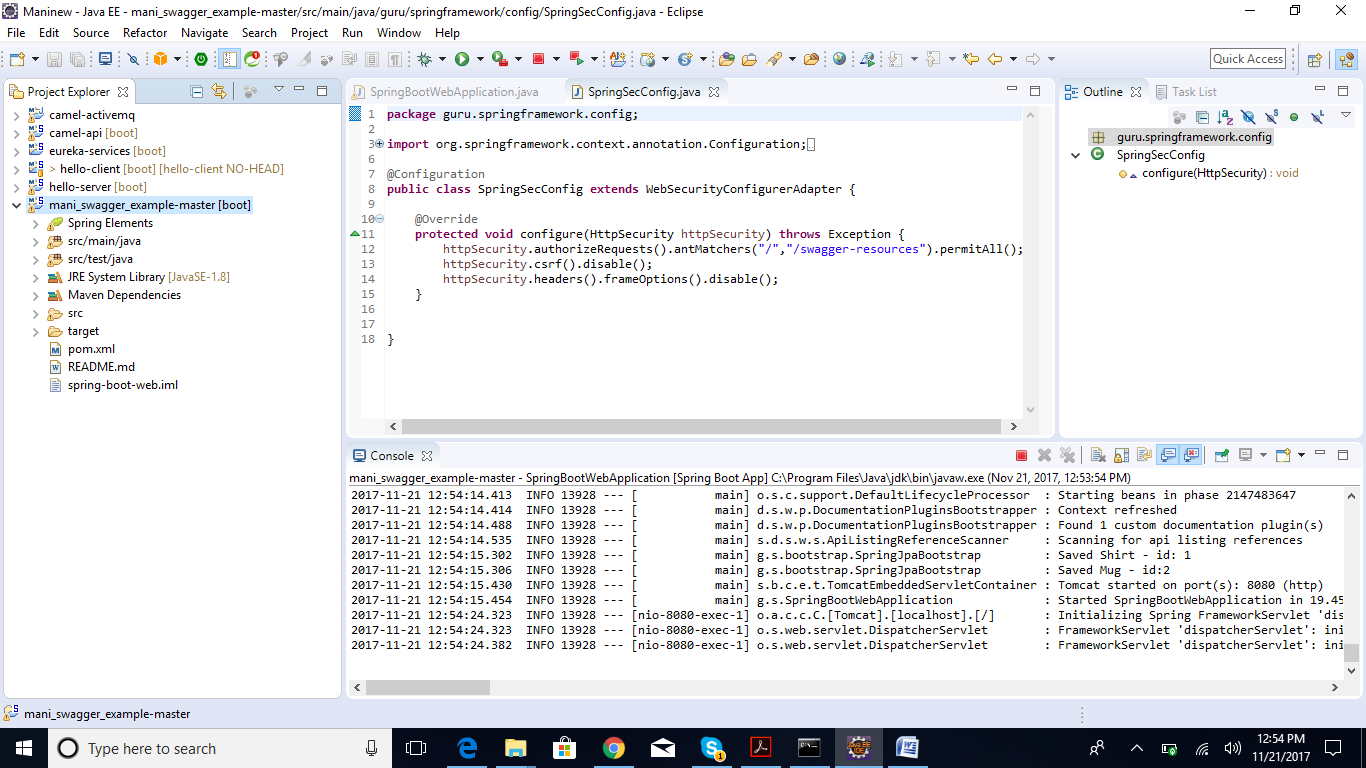 Maninew - Java EE - mani_swagger_example-master/src/main/java/guru/springframework/config/SpringSecConfig.java - Eclipse
File Edit Source Refactor Navigate Search Project Run Window Help
Quick Access
Project Explorer
camel-activemq
camel-api [boot]
eureka-services [boot]
> hello-client [boot] [hello-client NO-HEAD]
hello-server [boot]
mani_swagger_example-master [boot]
Spring Elements
src/main/java
src/test/java
JRE System Library [JavaSE-1.8]
Maven Dependencies
src
target
pom.xml
README.md
spring-boot-web.iml
SpringBootWebApplication.java
SpringSecConfig.java
1 package guru.springframework.config;
2
3 import org.springframework.context.annotation.Configuration;
6
7 @Configuration
8 public class SpringSecConfig extends WebSecurityConfigurerAdapter {
9
10 @Override
11 protected void configure(HttpSecurity httpSecurity) throws Exception {
12 httpSecurity.authorizeRequests().antMatchers("/","/swagger-resources").permitAll();
13 httpSecurity.csrf().disable();
14 httpSecurity.headers().frameOptions().disable();
15 }
16
17
18 }
Outline
Task List
guru.springframework.config
SpringSecConfig
configure(HttpSecurity) : void
Console
mani_swagger_example-master - SpringBootWebApplication [Spring Boot App] C:\Program Files\Java\jdk\bin\javaw.exe (Nov 21, 2017, 12:53:54 PM)
2017-11-21 12:54:14.413 INFO 13928 --- [ main] o.s.c.support.DefaultLifecycleProcessor : Starting beans in phase 2147483647
2017-11-21 12:54:14.414 INFO 13928 --- [ main] d.s.w.p.DocumentationPluginsBootstrapper : Context refreshed
2017-11-21 12:54:14.488 INFO 13928 --- [ main] d.s.w.p.DocumentationPluginsBootstrapper : Found 1 custom documentation plugin(s)
2017-11-21 12:54:14.535 INFO 13928 --- [ main] s.d.s.w.s.ApiListingReferenceScanner : Scanning for api listing references
2017-11-21 12:54:15.302 INFO 13928 --- [ main] g.s.bootstrap.SpringJpaBootstrap : Saved Shirt - id: 1
2017-11-21 12:54:15.306 INFO 13928 --- [ main] g.s.bootstrap.SpringJpaBootstrap : Saved Mug - id:2
2017-11-21 12:54:15.430 INFO 13928 --- [ main] s.b.c.e.t.TomcatEmbeddedServletContainer : Tomcat started on port(s): 8080 (http)
2017-11-21 12:54:15.454 INFO 13928 --- [ main] g.s.SpringBootWebApplication : Started SpringBootWebApplication in 19.45
2017-11-21 12:54:24.323 INFO 13928 --- [nio-8080-exec-1] o.a.c.c.C.[Tomcat].[localhost].[/] : Initializing Spring FrameworkServlet 'dis
2017-11-21 12:54:24.323 INFO 13928 --- [nio-8080-exec-1] o.s.web.servlet.DispatcherServlet : FrameworkServlet 'dispatcherServlet': ini
2017-11-21 12:54:24.382 INFO 13928 --- [nio-8080-exec-1] o.s.web.servlet.DispatcherServlet : FrameworkServlet 'dispatcherServlet': ini
mani_swagger_example-master
Type here to search
12:54 PM
11/21/2017